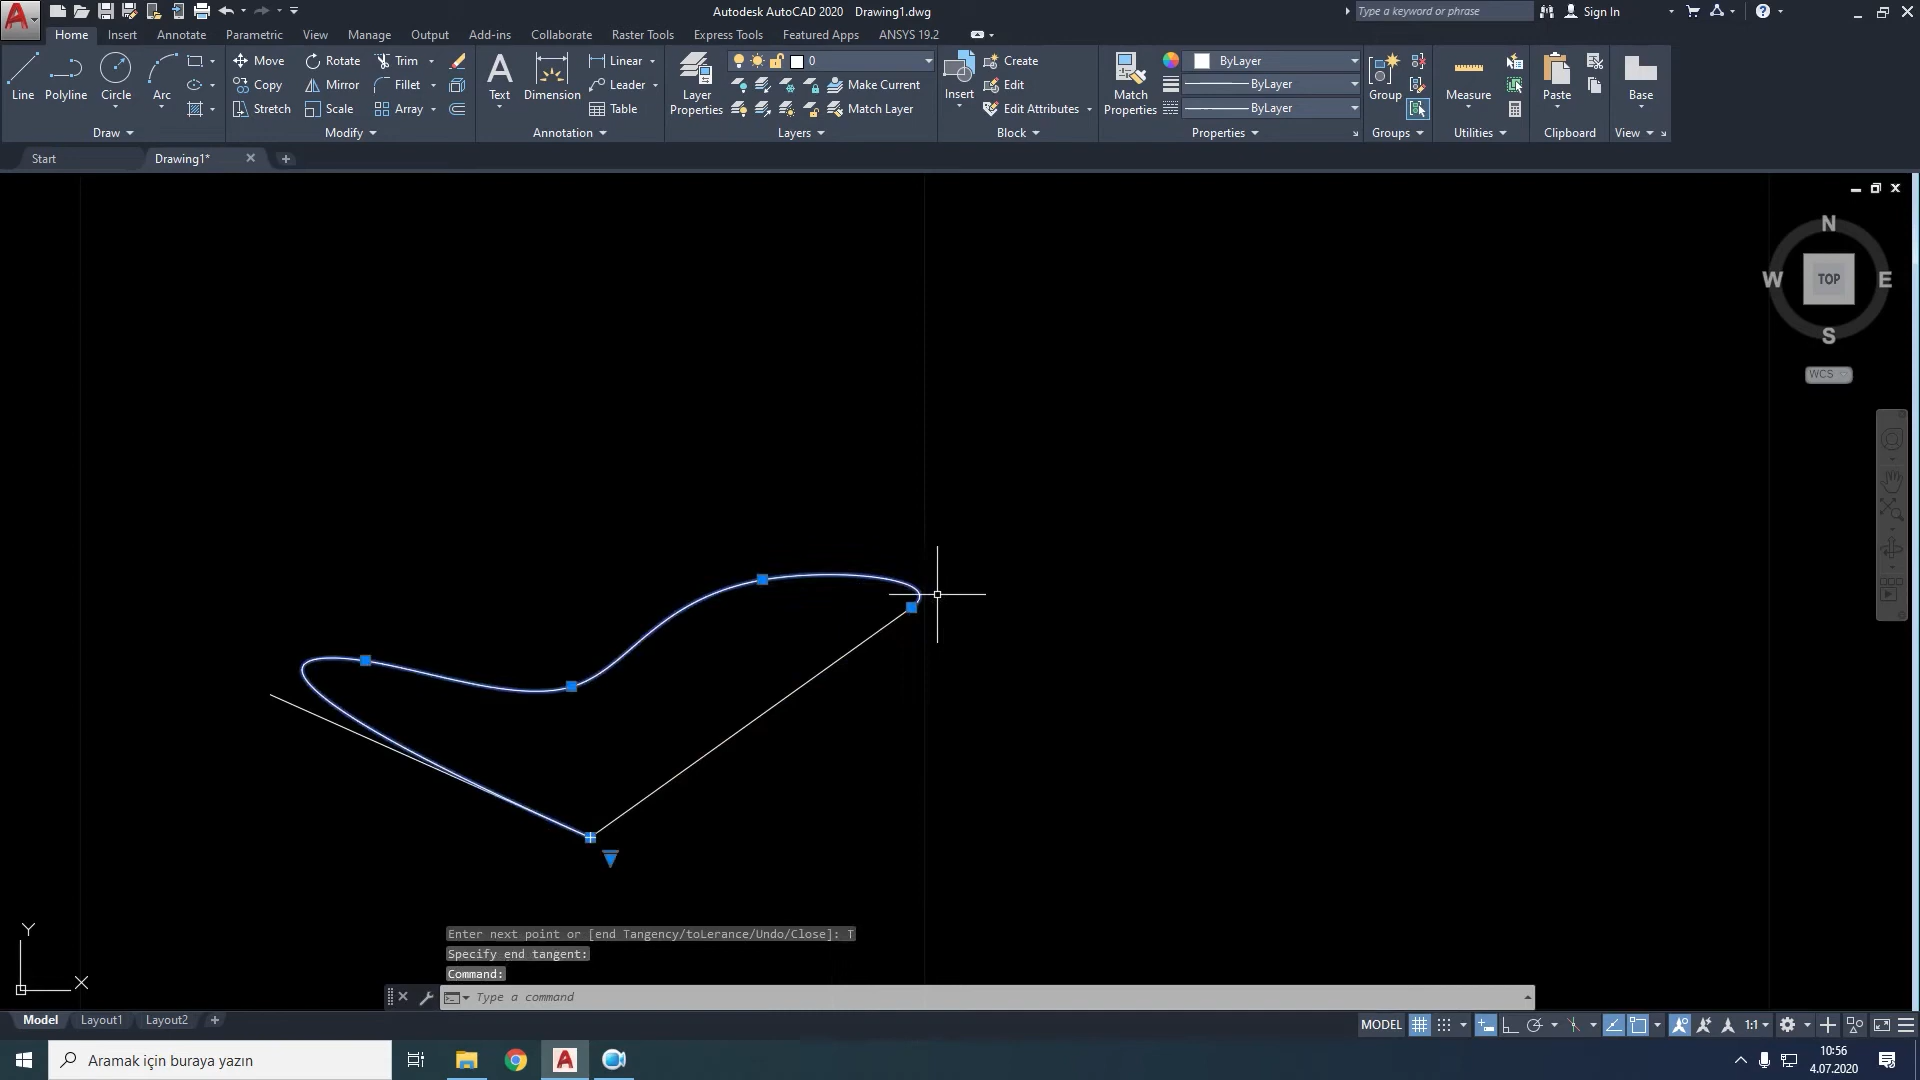 Autodesk AutoCAD 2020 Drawing1.dwg
Type a keyword or phrase
Sign In
Home Insert Annotate Parametric View Manage Output Add-ins Collaborate Raster Tools Express Tools Featured Apps ANSYS 19.2
Line Polyline Circle Arc
Draw
Move Rotate Trim
Copy Mirror Fillet
Stretch Scale Array
Modify
Text Dimension
Linear
Leader
Table
Annotation
Layer Properties
0
Make Current
Match Layer
Layers
Insert
Create
Edit
Edit Attributes
Block
Match Properties
ByLayer
ByLayer
ByLayer
Properties
Group
Groups
Measure
Utilities
Paste
Clipboard
Base
View
Start Drawing1*
N
W TOP E
S
WCS
Y
X
Enter next point or [end Tangency/toLerance/Undo/Close]: T
Specify end tangent:
Command:
Type a command
Model Layout1 Layout2
MODEL 1:1
Aramak için buraya yazın
10:56
4.07.2020